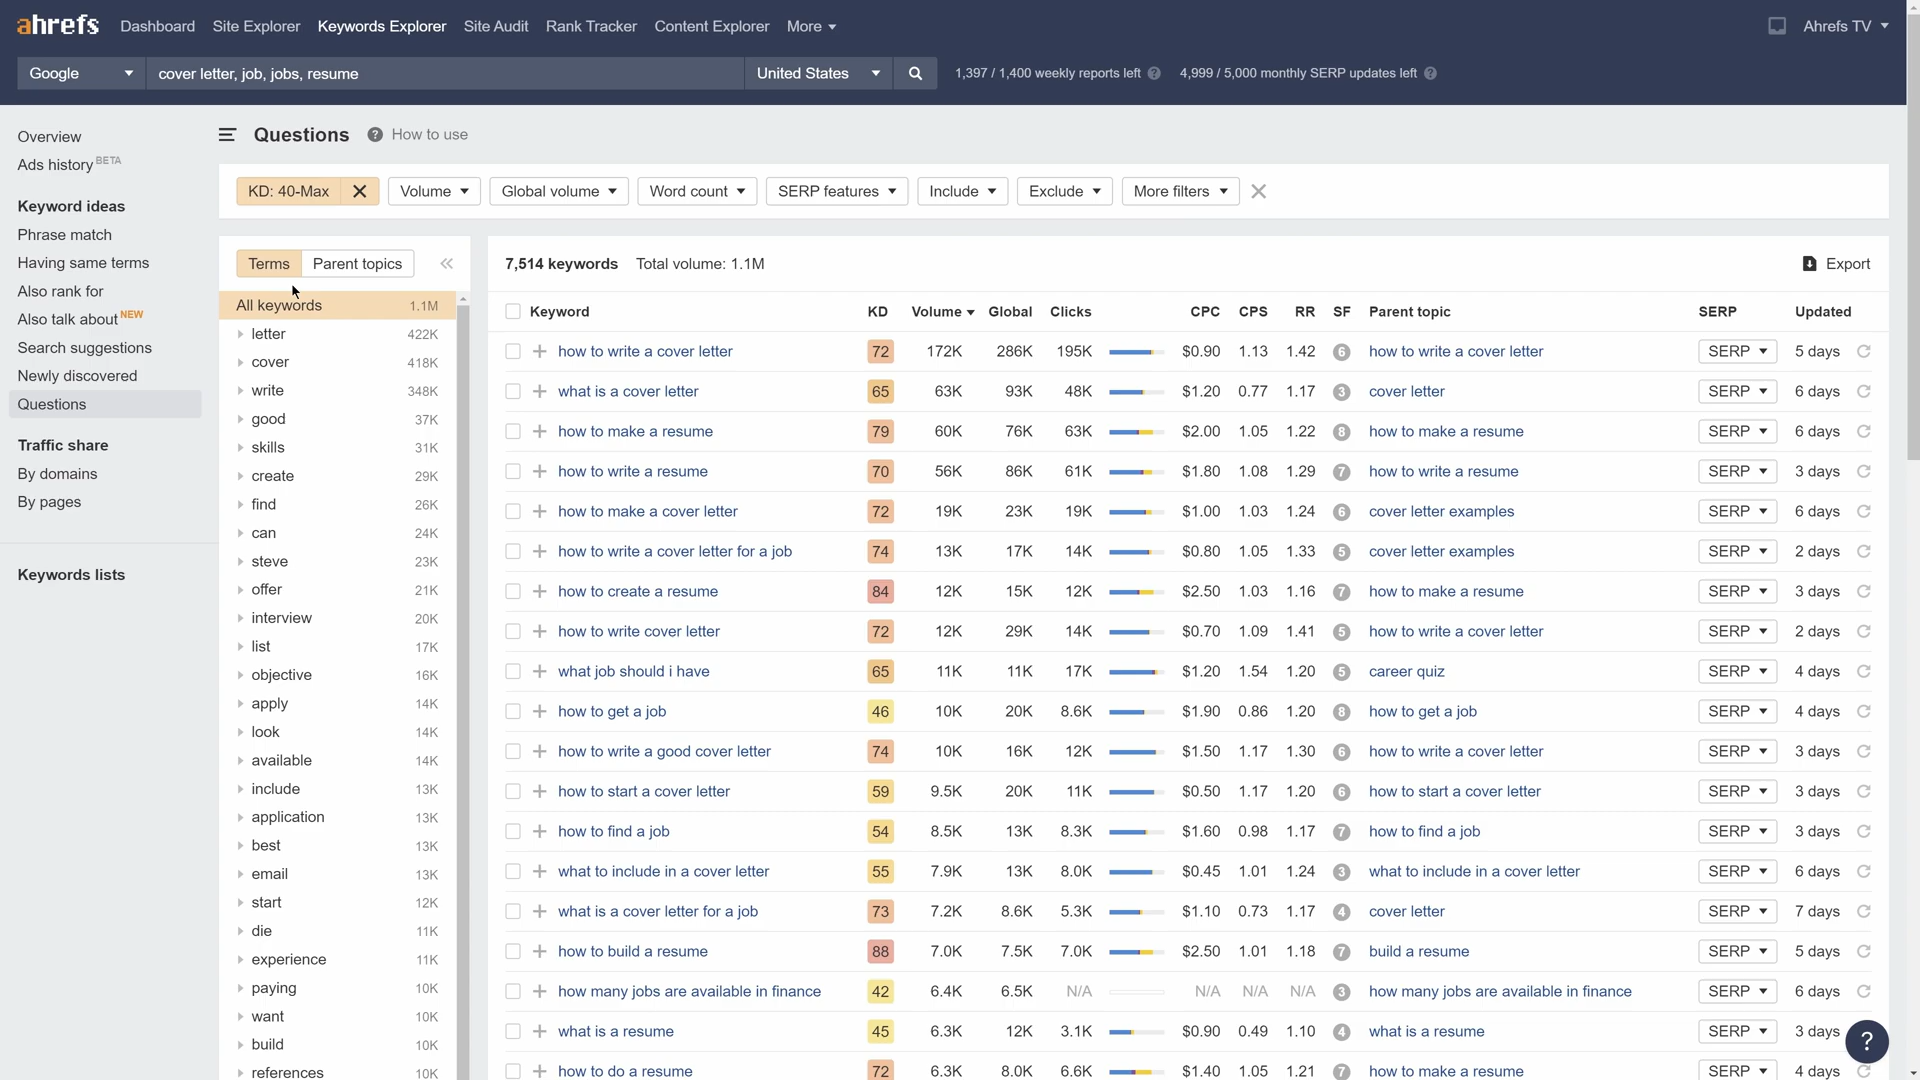 ahrefs Dashboard Site Explorer Keywords Explorer Site Audit Rank Tracker Content Explorer More Ahrefs TV
Google cover letter, job, jobs, resume United States 1,397 / 1,400 weekly reports left ? 4,999 / 5,000 monthly SERP updates left ?
Overview
Ads history BETA
Keyword ideas
Phrase match
Having same terms
Also rank for
Also talk about NEW
Search suggestions
Newly discovered
Questions
Traffic share
By domains
By pages
Keywords lists
Questions ? How to use
KD: 40-Max Volume Global volume Word count SERP features Include Exclude More filters
Terms Parent topics
All keywords 1.1M
letter 422K
cover 418K
write 348K
good 37K
skills 31K
create 29K
find 26K
can 24K
steve 23K
offer 21K
interview 20K
list 17K
objective 16K
apply 14K
look 14K
available 14K
include 13K
application 13K
best 13K
email 13K
start 12K
die 11K
experience 11K
paying 10K
want 10K
build 10K
references 10K
7,514 keywords Total volume: 1.1M Export
Keyword KD Volume Global Clicks CPC CPS RR SF Parent topic SERP Updated
how to write a cover letter 72 172K 286K 195K $0.90 1.13 1.42 6 how to write a cover letter SERP 5 days
what is a cover letter 65 63K 93K 48K $1.20 0.77 1.17 3 cover letter SERP 6 days
how to make a resume 79 60K 76K 63K $2.00 1.05 1.22 8 how to make a resume SERP 6 days
how to write a resume 70 56K 86K 61K $1.80 1.08 1.29 7 how to write a resume SERP 3 days
how to make a cover letter 72 19K 23K 19K $1.00 1.03 1.24 6 cover letter examples SERP 6 days
how to write a cover letter for a job 74 13K 17K 14K $0.80 1.05 1.33 5 cover letter examples SERP 2 days
how to create a resume 84 12K 15K 12K $2.50 1.03 1.16 7 how to make a resume SERP 3 days
how to write cover letter 72 12K 29K 14K $0.70 1.09 1.41 5 how to write a cover letter SERP 2 days
what job should i have 65 11K 11K 17K $1.20 1.54 1.20 5 career quiz SERP 4 days
how to get a job 46 10K 20K 8.6K $1.90 0.86 1.20 8 how to get a job SERP 4 days
how to write a good cover letter 74 10K 16K 12K $1.50 1.17 1.30 6 how to write a cover letter SERP 3 days
how to start a cover letter 59 9.5K 20K 11K $0.50 1.17 1.20 6 how to start a cover letter SERP 3 days
how to find a job 54 8.5K 13K 8.3K $1.60 0.98 1.17 7 how to find a job SERP 3 days
what to include in a cover letter 55 7.9K 13K 8.0K $0.45 1.01 1.24 3 what to include in a cover letter SERP 6 days
what is a cover letter for a job 73 7.2K 8.6K 5.3K $1.10 0.73 1.17 4 cover letter SERP 7 days
how to build a resume 88 7.0K 7.5K 7.0K $2.50 1.01 1.18 7 build a resume SERP 5 days
how many jobs are available in finance 42 6.4K 6.5K N/A N/A N/A N/A 3 how many jobs are available in finance SERP 6 days
what is a resume 45 6.3K 12K 3.1K $0.90 0.49 1.10 4 what is a resume SERP 3 days
how to do a resume 72 6.3K 8.0K 6.6K $1.40 1.05 1.21 7 how to make a resume SERP 4 days
?